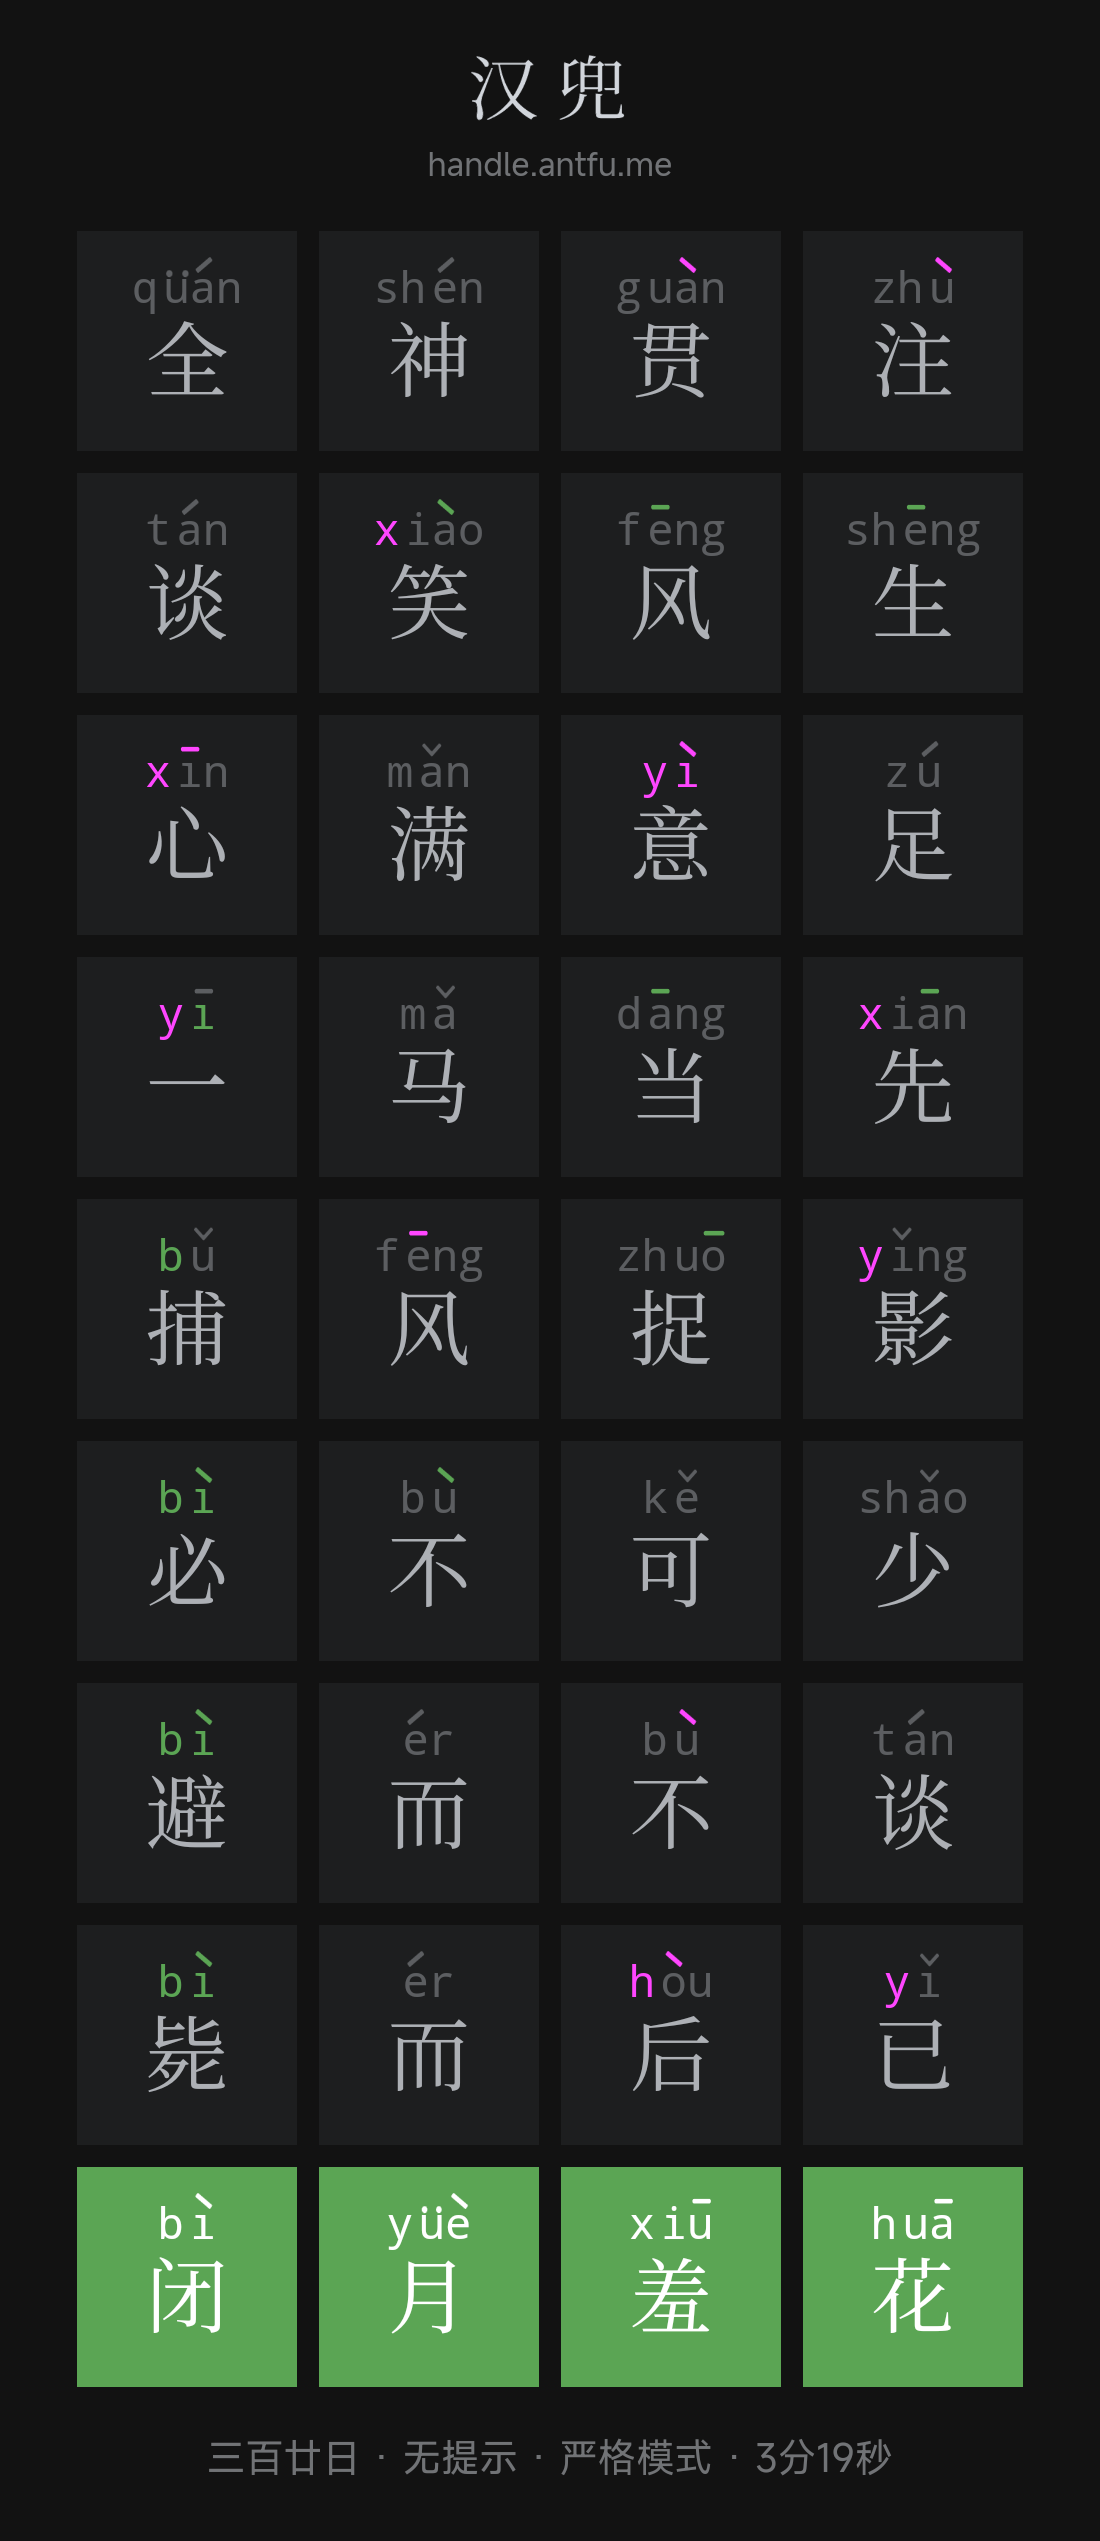 汉兜
handle.antfu.me
qüán shén guàn zhù
全 神 贯 注
tán xiào fēng shēng
谈 笑 风 生
xīn mǎn yì zú
心 满 意 足
yī mǎ dāng xiān
一 马 当 先
bǔ fēng zhuō yǐng
捕 风 捉 影
bì bù kě shǎo
必 不 可 少
bì ér bù tán
避 而 不 谈
bì ér hòu yǐ
毙 而 后 已
bì yüè xiū huā
闭 月 羞 花
三百廿日 · 无提示 · 严格模式 · 3分19秒